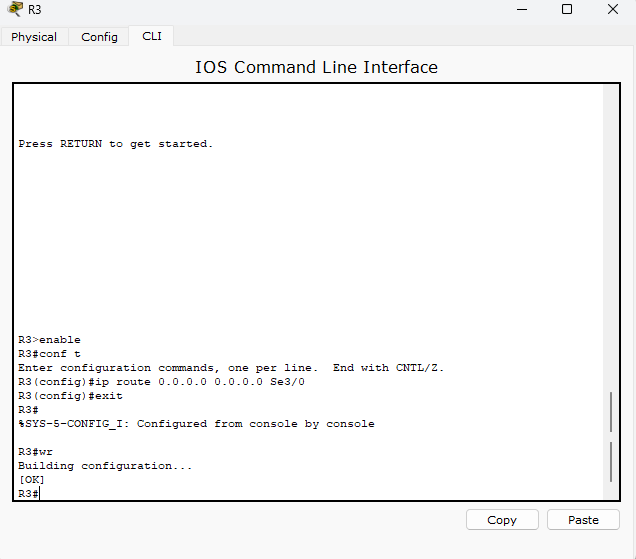 R3
Physical Config CLI
IOS Command Line Interface
Press RETURN to get started.
R3>enable
R3#conf t
Enter configuration commands, one per line.  End with CNTL/Z.
R3(config)#ip route 0.0.0.0 0.0.0.0 Se3/0
R3(config)#exit
R3#
%SYS-5-CONFIG_I: Configured from console by console
R3#wr
Building configuration...
[OK]
R3#
Copy Paste